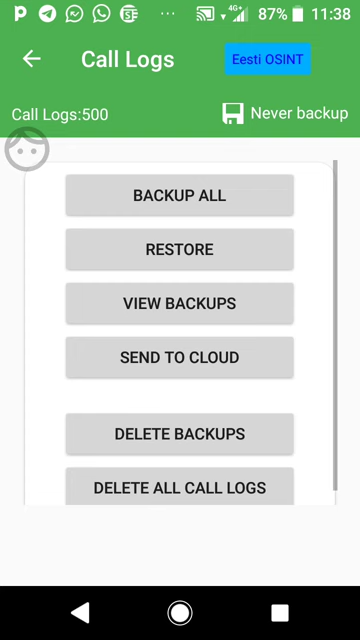 4G+ 87% 11:38
Call Logs
Eesti OSINT
Call Logs:500
Never backup
BACKUP ALL
RESTORE
VIEW BACKUPS
SEND TO CLOUD
DELETE BACKUPS
DELETE ALL CALL LOGS